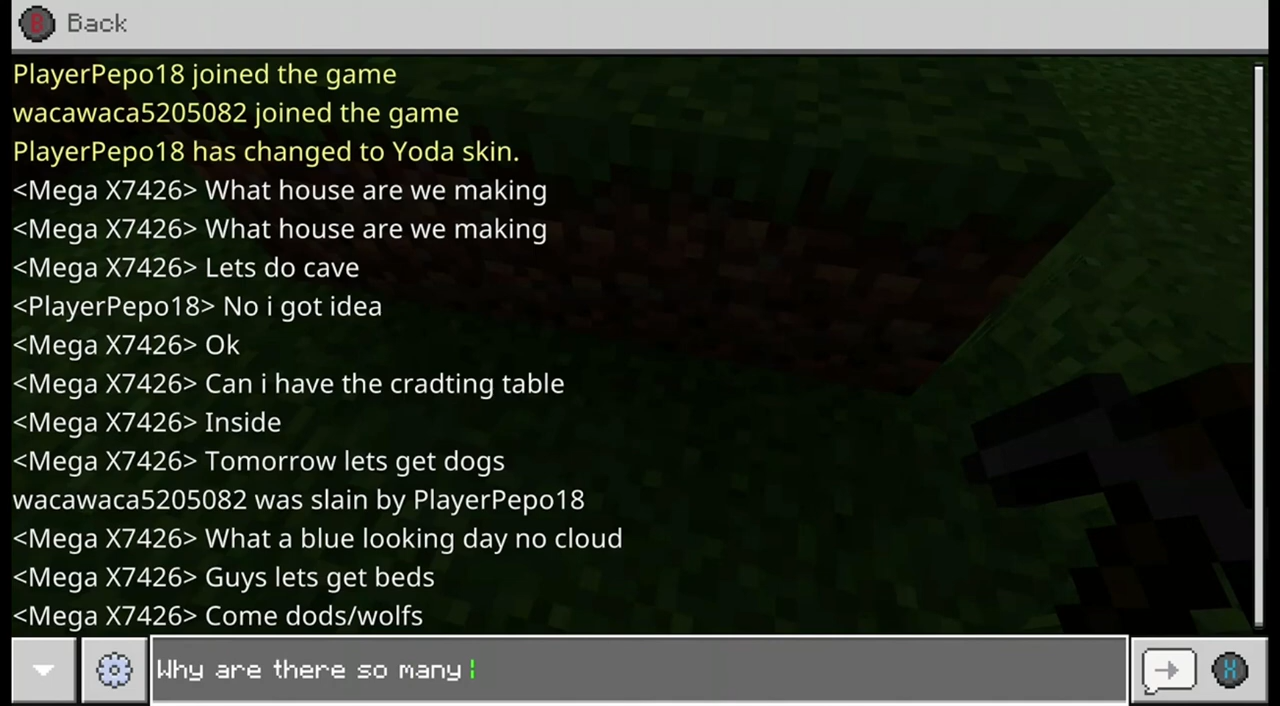 B Back
PlayerPepo18 joined the game
wacawaca5205082 joined the game
PlayerPepo18 has changed to Yoda skin.
<Mega X7426> What house are we making
<Mega X7426> What house are we making
<Mega X7426> Lets do cave
<PlayerPepo18> No i got idea
<Mega X7426> Ok
<Mega X7426> Can i have the cradting table
<Mega X7426> Inside
<Mega X7426> Tomorrow lets get dogs
wacawaca5205082 was slain by PlayerPepo18
<Mega X7426> What a blue looking day no cloud
<Mega X7426> Guys lets get beds
<Mega X7426> Come dods/wolfs
Why are there so many
X